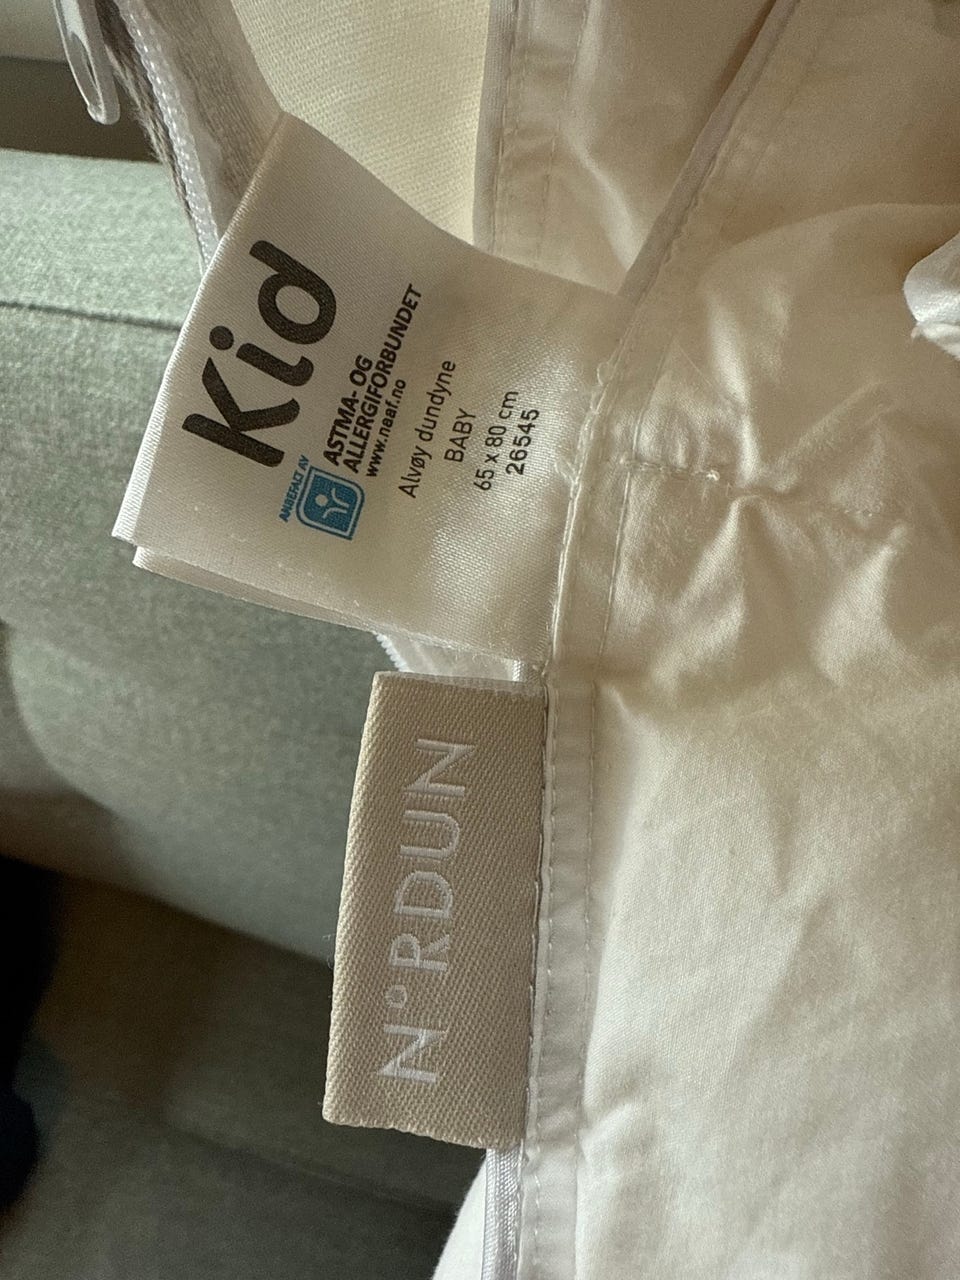 Kid
ANBEFALT AV
ASTMA- OG
ALLERGIFORBUNDET
www.naaf.no
Alvøy dundyne
BABY
65 x 80 cm
26545
N°RDUN